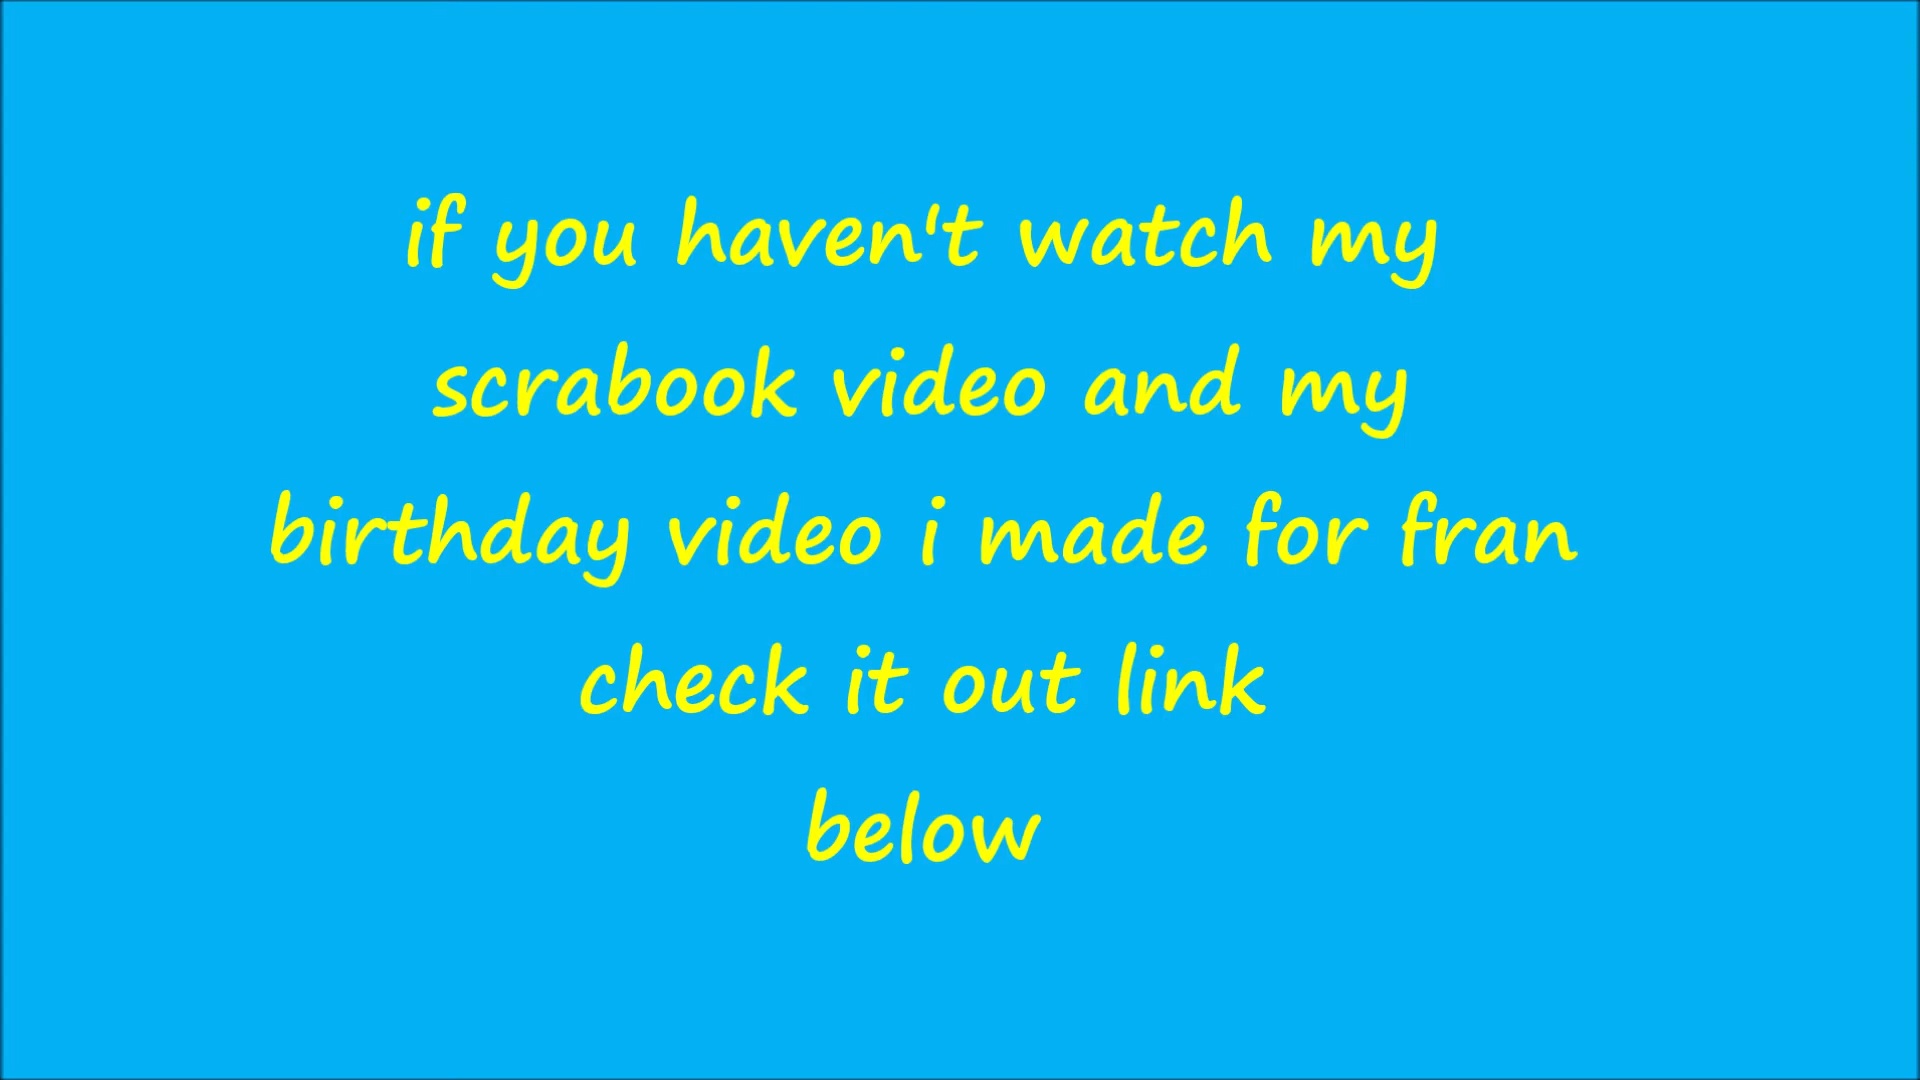 if you haven't watch my
scrabook video and my
birthday video i made for fran
check it out link
below